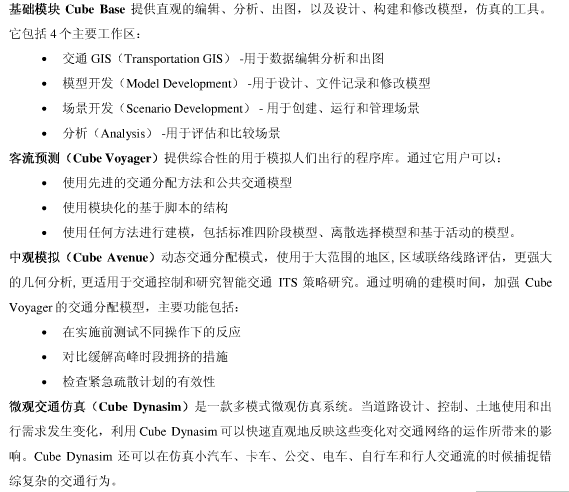 基础模块 Cube Base 提供直观的编辑、分析、出图，以及设计、构建和修改模型，仿真的工具。
它包括 4 个主要工作区：
• 交通 GIS（Transportation GIS） -用于数据编辑分析和出图
• 模型开发（Model Development） -用于设计、文件记录和修改模型
• 场景开发（Scenario Development） - 用于创建、运行和管理场景
• 分析（Analysis） -用于评估和比较场景
客流预测（Cube Voyager）提供综合性的用于模拟人们出行的程序库。通过它用户可以：
• 使用先进的交通分配方法和公共交通模型
• 使用模块化的基于脚本的结构
• 使用任何方法进行建模，包括标准四阶段模型、离散选择模型和基于活动的模型。
中观模拟（Cube Avenue）动态交通分配模式，使用于大范围的地区, 区域联络线路评估，更强大
的几何分析, 更适用于交通控制和研究智能交通 ITS 策略研究。通过明确的建模时间，加强 Cube
Voyager 的交通分配模型，主要功能包括：
• 在实施前测试不同操作下的反应
• 对比缓解高峰时段拥挤的措施
• 检查紧急疏散计划的有效性
微观交通仿真（Cube Dynasim）是一款多模式微观仿真系统。当道路设计、控制、土地使用和出
行需求发生变化，利用 Cube Dynasim 可以快速直观地反映这些变化对交通网络的运作所带来的影
响。Cube Dynasim 还可以在仿真小汽车、卡车、公交、电车、自行车和行人交通流的时候捕捉错
综复杂的交通行为。